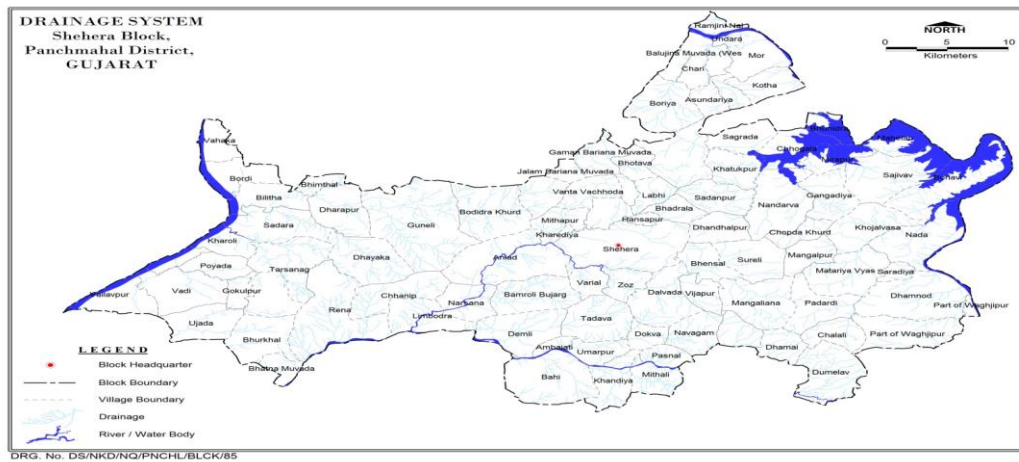 DRAINAGE SYSTEM
Shehera Block,
Panchmahal District,
GUJARAT
NORTH
0 5 10
Kilometers
Ramjini Nal
Undara
Balujina Muvada (Wes
Mor
Chari
Kotha
Boriya
Asundariya
Vahaka
Sagrada
Gaman Bariana Muvada
Chhogala
Bhotava
Khatukpur
Jalam Bariana Muvada
Sajivav
Bordi
Bhimthal
Bilitha
Vanta Vachhoda
Labhi
Sadanpur
Gangadiya
Dharapur
Bodidra Khurd
Bhadrala
Nandarva
Sadara
Guneli
Mithapur
Hansapur
Dhandhalpur
Chopda Khurd
Khojalvasa
Kharoli
Kharediya
Nada
Shehera
Poyada
Tarsanag
Dhayaka
Aniad
Bhensal
Sureli
Mangalpur
Matariya Vyas
Saradiya
Vadi
Gokulpur
Chhanip
Varial
Zoz
Bamroli Bujarg
Dalvada
Vijapur
Dhamnod
Narsana
Mangaliana
Padardi
Part of Waghjipur
Rena
Limbodra
Ujada
Tadava
Bhurkhal
Demli
Dokva
Navagam
Chalali
Part of Waghjipur
Ambajati
Umarpur
Pasnal
Dhamal
Bhatna Muvada
Bahi
Khandiya
Mithali
Dumelav
LEGEND
Block Headquarter
Block Boundary
Village Boundary
Drainage
River / Water Body
DRG. No. DS/NKD/NQ/PNCHL/BLCK/85